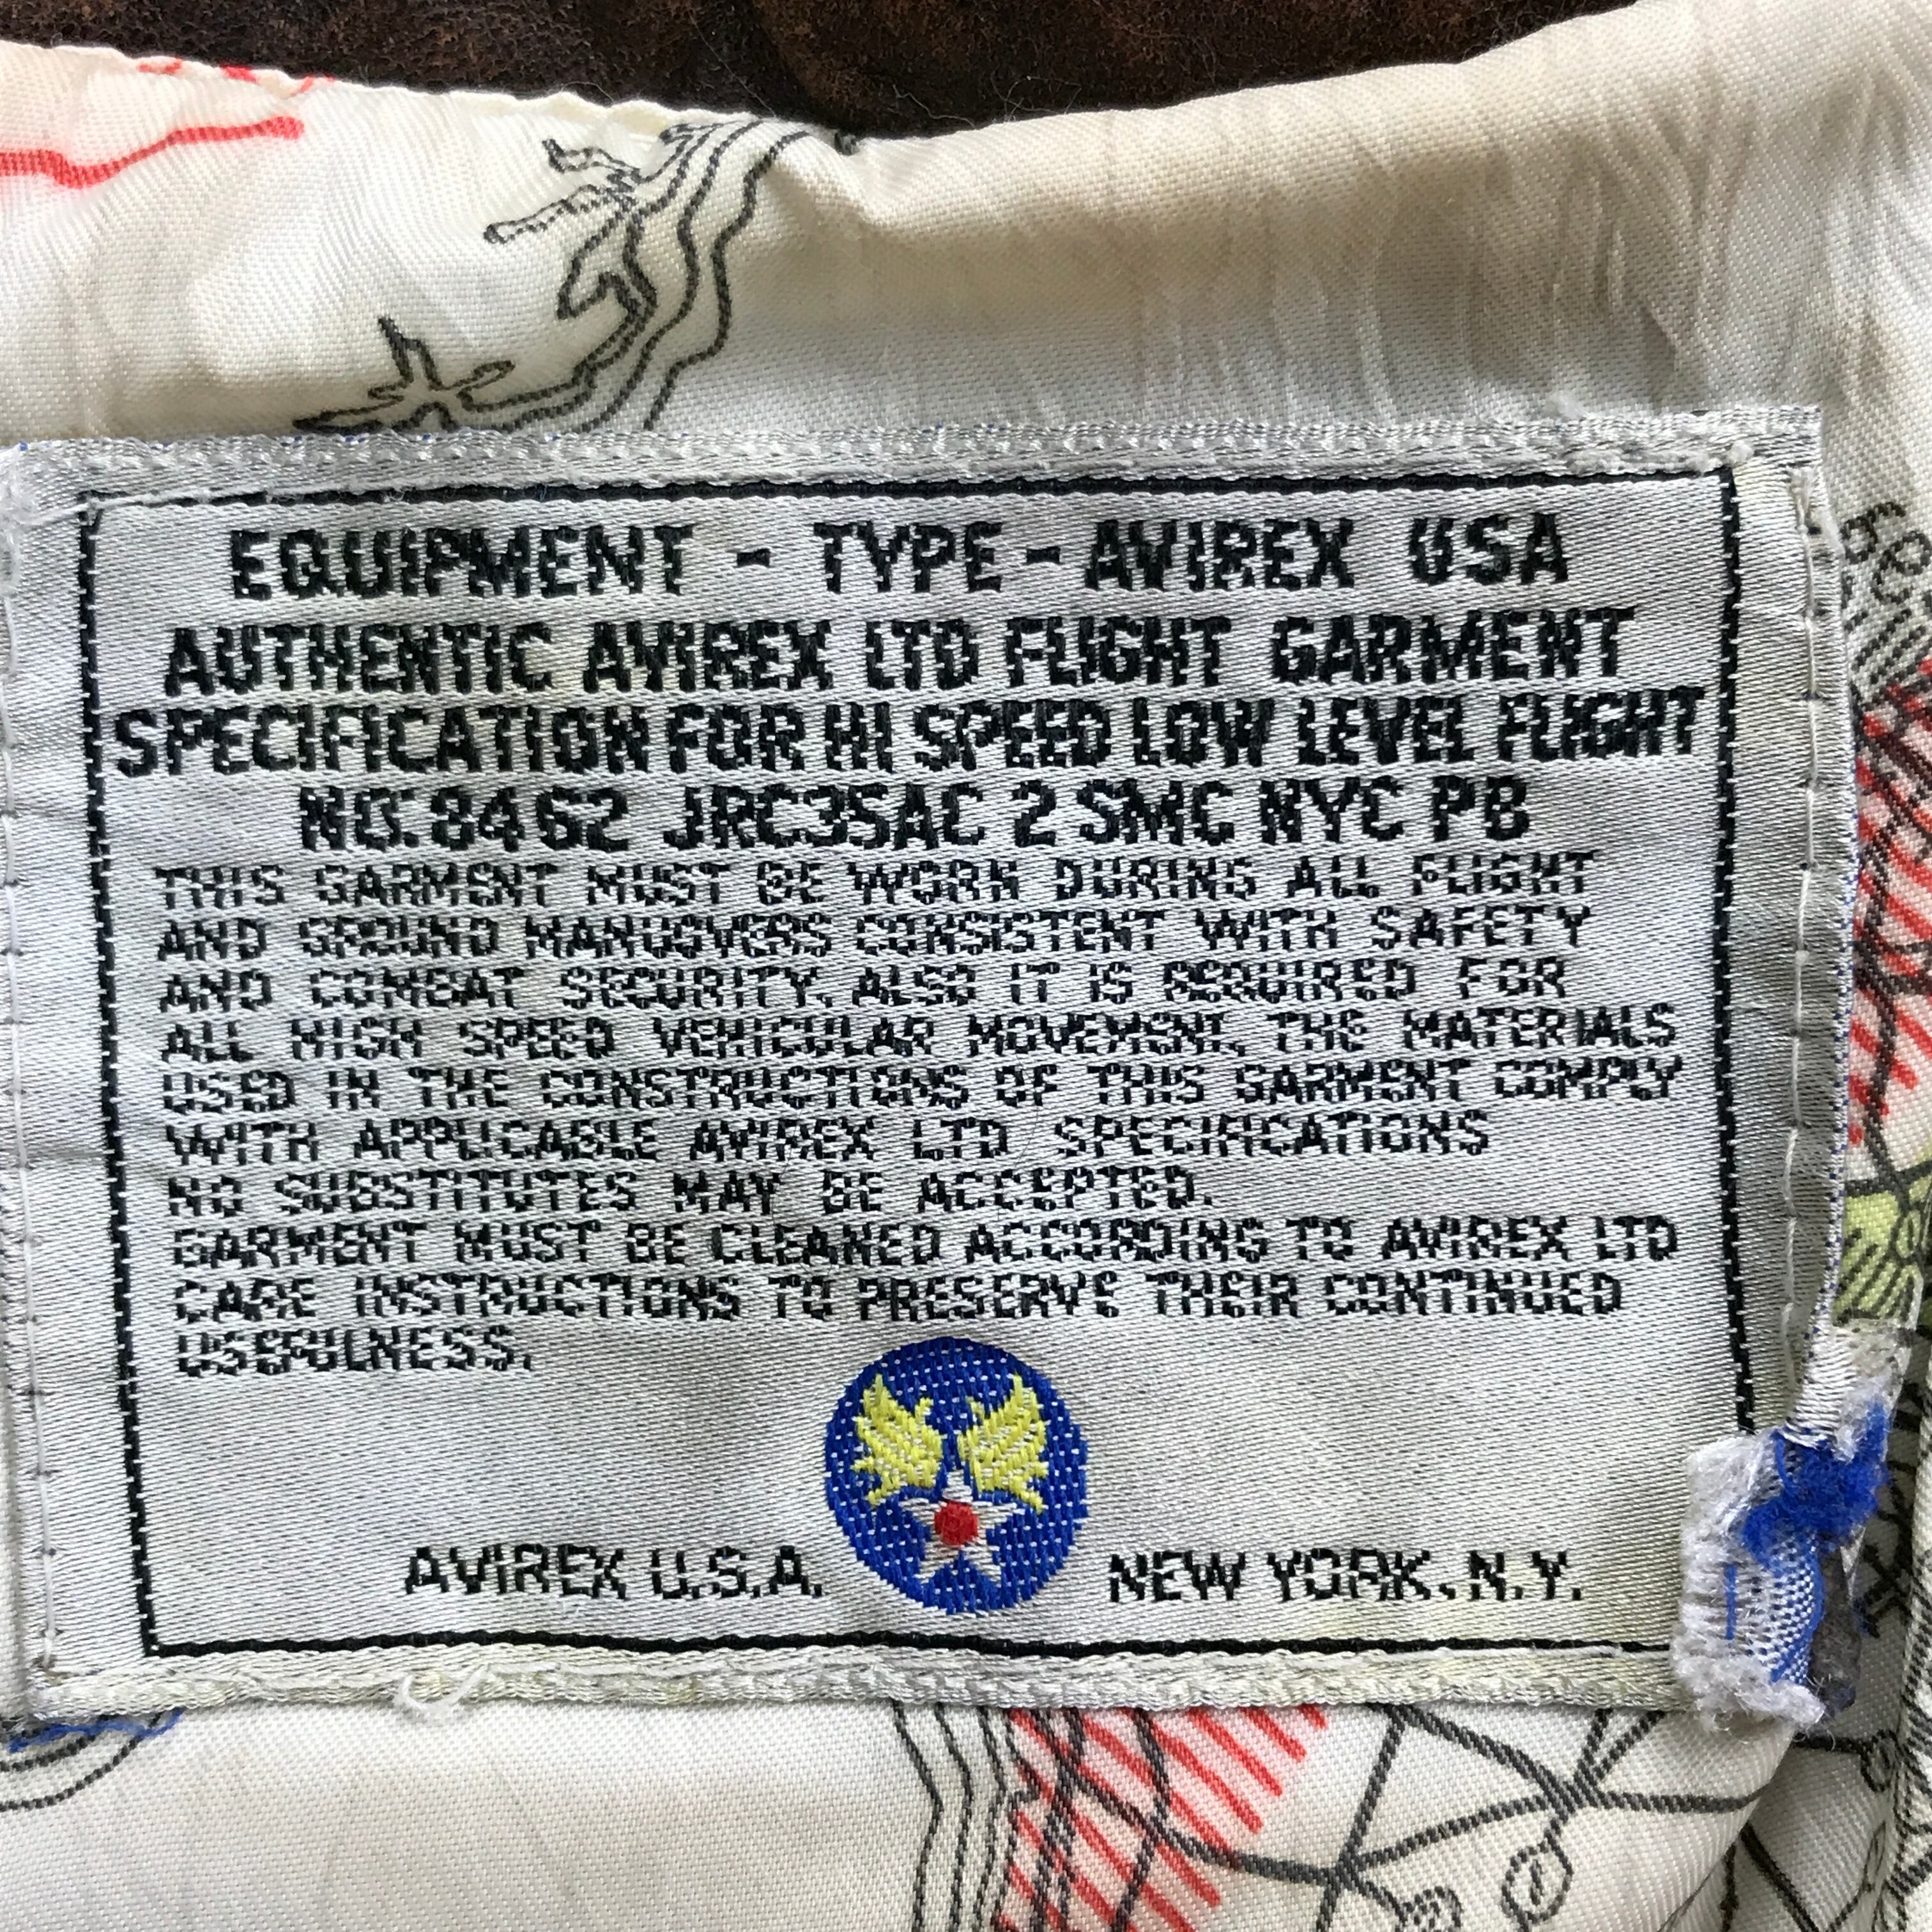 EQUIPMENT - TYPE - AVIREX USA
AUTHENTIC AVIREX LTD FLIGHT GARMENT
SPECIFICATION FOR HI SPEED LOW LEVEL FLIGHT
NO. 8462 JRC35AC 2 SMC NYC PB
THIS GARMENT MUST BE WORN DURING ALL FLIGHT
AND GROUND MANUOVERS CONSISTENT WITH SAFETY
AND COMBAT SECURITY. ALSO IT IS REQUIRED FOR
ALL HIGH SPEED VEHICULAR MOVEMENT. THE MATERIALS
USED IN THE CONSTRUCTIONS OF THIS GARMENT COMPLY
WITH APPLICABLE AVIREX LTD SPECIFICATIONS
NO SUBSTITUTES MAY BE ACCEPTED.
GARMENT MUST BE CLEANED ACCORDING TO AVIREX LTD
CARE INSTRUCTIONS TO PRESERVE THEIR CONTINUED
USEFULNESS.
AVIREX U.S.A. NEW YORK. N.Y.